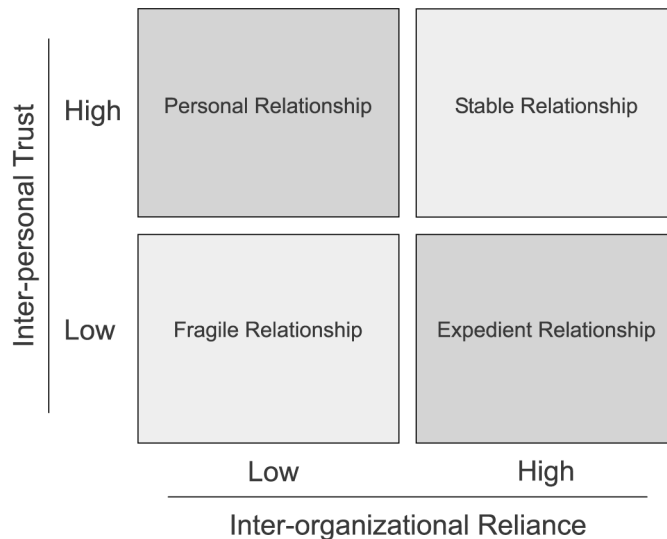 Inter-personal Trust
High
Personal Relationship
Stable Relationship
Low
Fragile Relationship
Expedient Relationship
Low
High
Inter-organizational Reliance